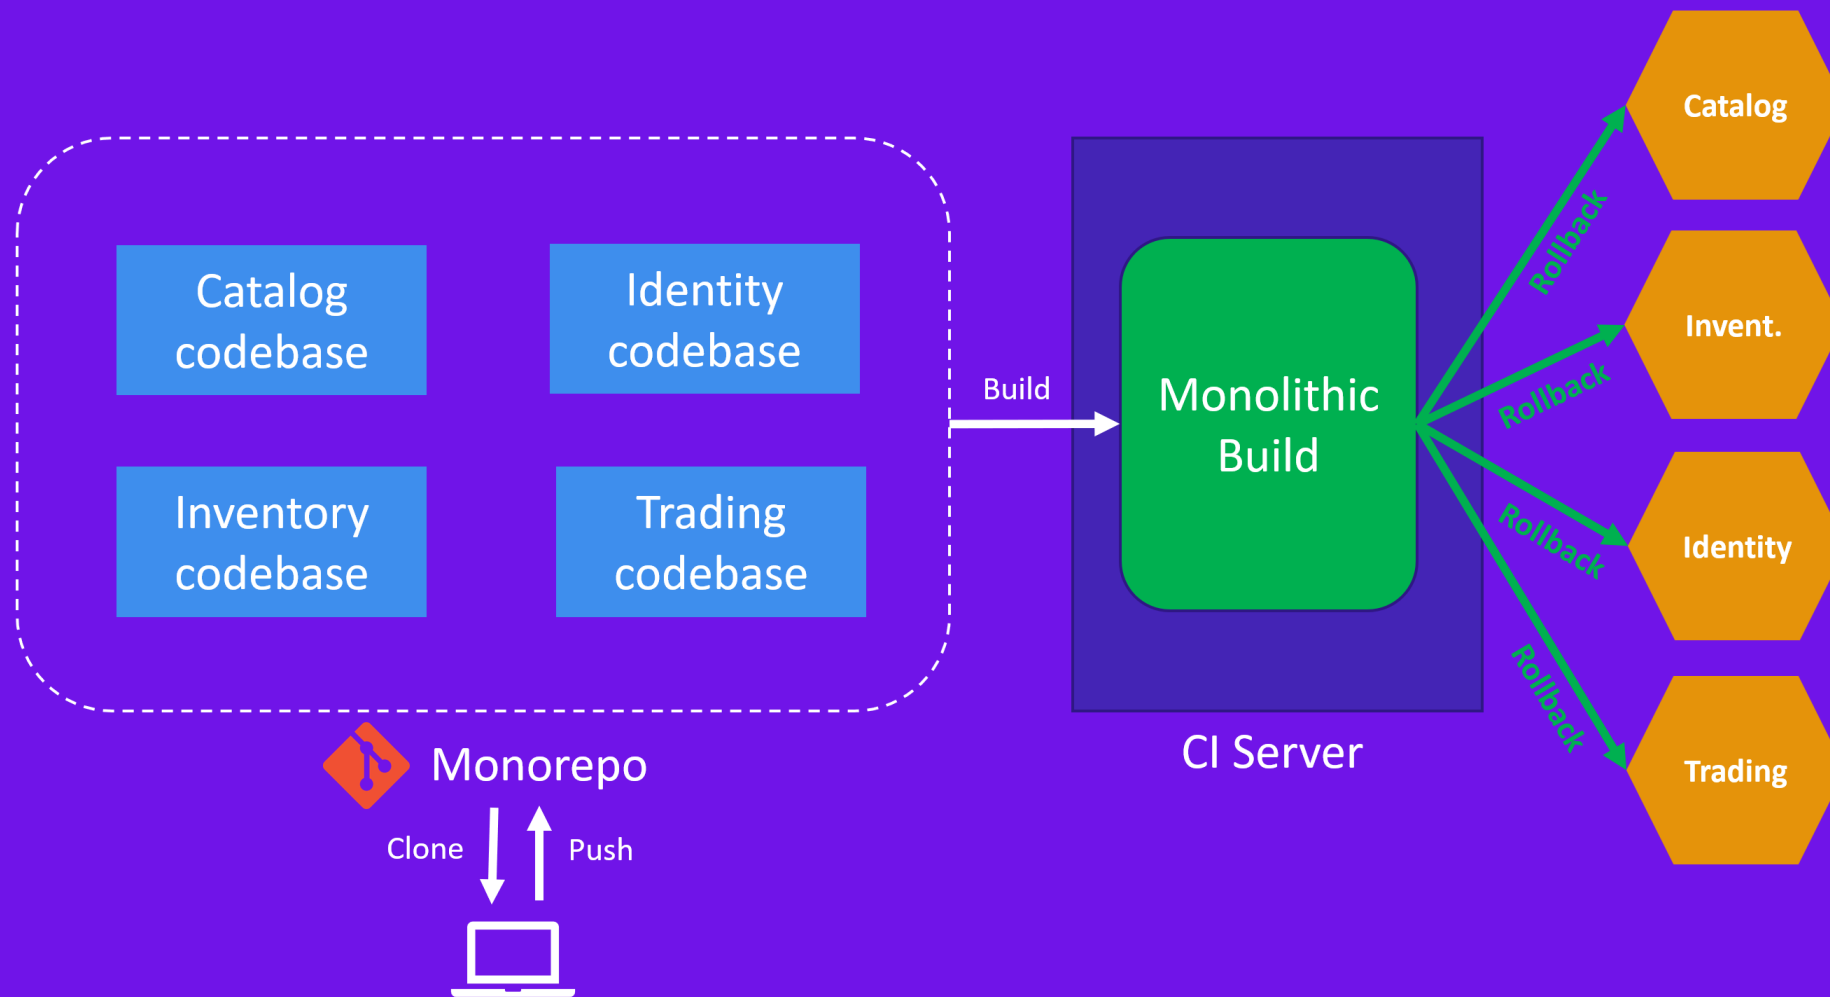 Catalog
codebase
Identity
codebase
Inventory
codebase
Trading
codebase
Monorepo
Clone
Push
Build
Monolithic
Build
CI Server
Rollback
Rollback
Rollback
Rollback
Catalog
Invent.
Identity
Trading